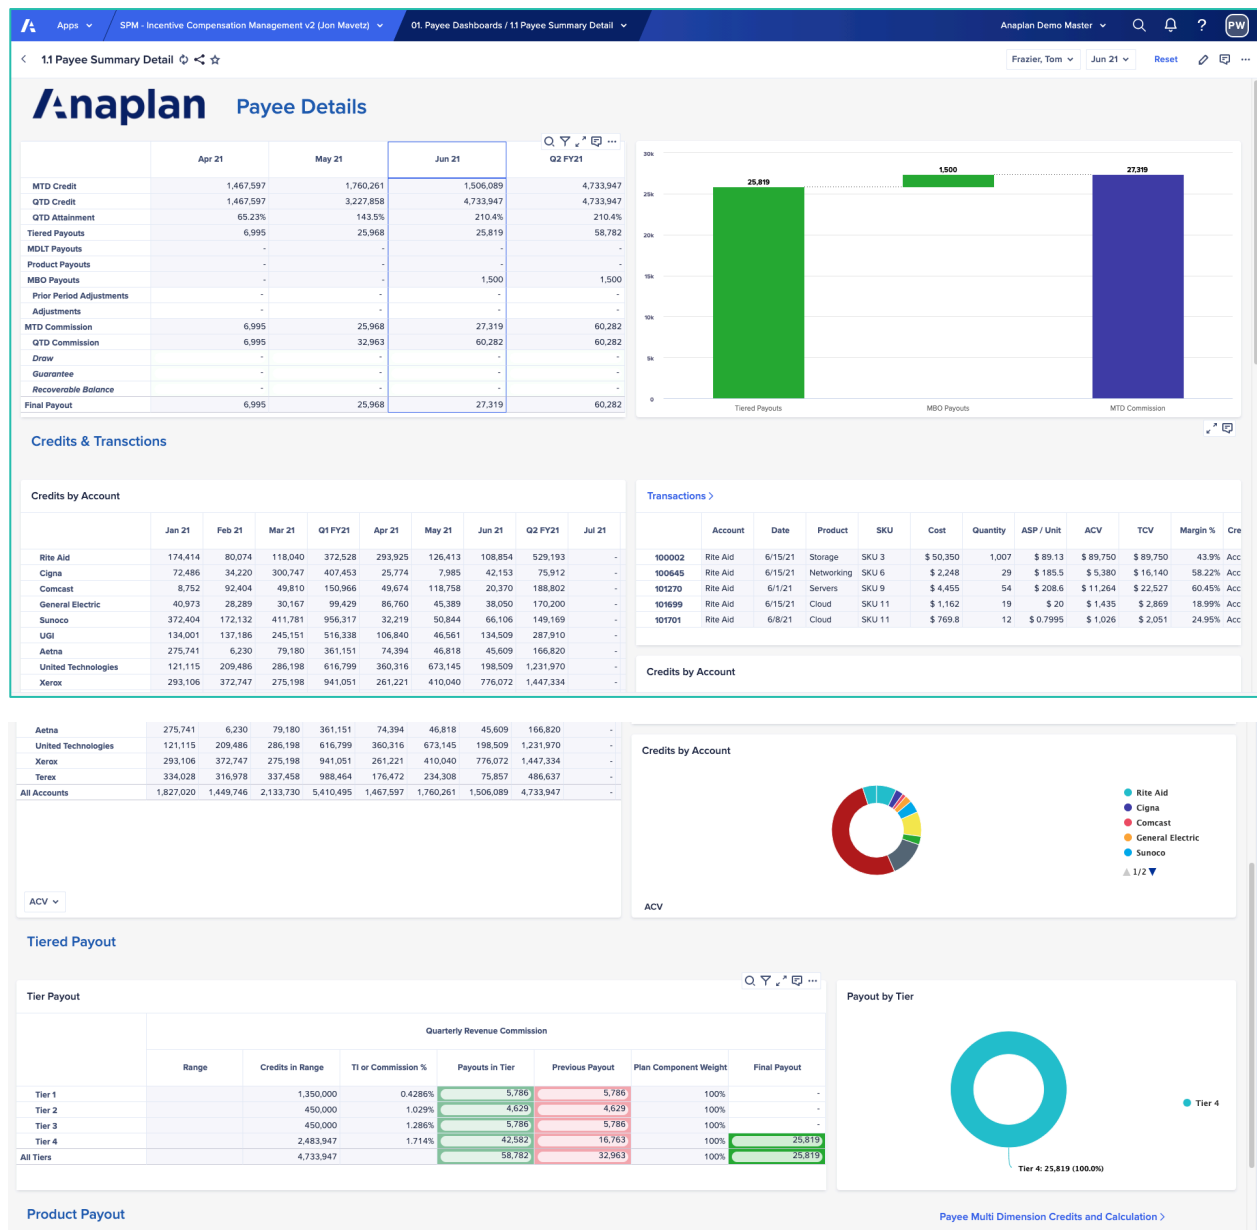 Apps SPM - Incentive Compensation Management v2 (Jon Mavetz) 01. Payee Dashboards / 1.1 Payee Summary Detail Anaplan Demo Master ? PW
1.1 Payee Summary Detail Frazier, Tom Jun 21 Reset
Anaplan Payee Details
Apr 21 May 21 Jun 21 Q2 FY21
MTD Credit 1,467,597 1,760,261 1,506,089 4,733,947
QTD Credit 1,467,597 3,227,858 4,733,947 4,733,947
QTD Attainment 65.23% 143.5% 210.4% 210.4%
Tiered Payouts 6,995 25,968 25,819 58,782
MDLT Payouts - - - -
Product Payouts - - - -
MBO Payouts - - 1,500 1,500
Prior Period Adjustments - - - -
Adjustments - - - -
MTD Commission 6,995 25,968 27,319 60,282
QTD Commission 6,995 32,963 60,282 60,282
Draw - - - -
Guarantee - - - -
Recoverable Balance - - - -
Final Payout 6,995 25,968 27,319 60,282
30k
25k
20k
15k
10k
5k
0
25,819 1,500 27,319
Tiered Payouts MBO Payouts MTD Commission
Credits & Transctions
Credits by Account
Jan 21 Feb 21 Mar 21 Q1 FY21 Apr 21 May 21 Jun 21 Q2 FY21 Jul 21
Rite Aid 174,414 80,074 118,040 372,528 293,925 126,413 108,854 529,193 -
Cigna 72,486 34,220 300,747 407,453 25,774 7,985 42,153 75,912 -
Comcast 8,752 92,404 49,810 150,966 49,674 118,758 20,370 188,802 -
General Electric 40,973 28,289 30,167 99,429 86,760 45,389 38,050 170,200 -
Sunoco 372,404 172,132 411,781 956,317 32,219 50,844 66,106 149,169 -
UGI 134,001 137,186 245,151 516,338 106,840 46,561 134,509 287,910 -
Aetna 275,741 6,230 79,180 361,151 74,394 46,818 45,609 166,820 -
United Technologies 121,115 209,486 286,198 616,799 360,316 673,145 198,509 1,231,970 -
Xerox 293,106 372,747 275,198 941,051 261,221 410,040 776,072 1,447,334 -
Transactions >
Account Date Product SKU Cost Quantity ASP / Unit ACV TCV Margin % Cre
100002 Rite Aid 6/15/21 Storage SKU 3 $ 50,350 1,007 $ 89.13 $ 89,750 $ 89,750 43.9% Acc
100645 Rite Aid 6/15/21 Networking SKU 6 $ 2,248 29 $ 185.5 $ 5,380 $ 16,140 58.22% Acc
101270 Rite Aid 6/1/21 Servers SKU 9 $ 4,455 54 $ 208.6 $ 11,264 $ 22,527 60.45% Acc
101699 Rite Aid 6/15/21 Cloud SKU 11 $ 1,162 19 $ 20 $ 1,435 $ 2,869 18.99% Acc
101701 Rite Aid 6/8/21 Cloud SKU 11 $ 769.8 12 $ 0.7995 $ 1,026 $ 2,051 24.95% Acc
Credits by Account
Aetna 275,741 6,230 79,180 361,151 74,394 46,818 45,609 166,820 -
United Technologies 121,115 209,486 286,198 616,799 360,316 673,145 198,509 1,231,970 -
Xerox 293,106 372,747 275,198 941,051 261,221 410,040 776,072 1,447,334 -
Terex 334,028 316,978 337,458 988,464 176,472 234,308 75,857 486,637 -
All Accounts 1,827,020 1,449,746 2,133,730 5,410,495 1,467,597 1,760,261 1,506,089 4,733,947 -
ACV
Credits by Account
Rite Aid
Cigna
Comcast
General Electric
Sunoco
1/2
ACV
Tiered Payout
Tier Payout
Quarterly Revenue Commission
Range Credits in Range TI or Commission % Payouts in Tier Previous Payout Plan Component Weight Final Payout
Tier 1 1,350,000 0.4286% 5,786 5,786 100% -
Tier 2 450,000 1.029% 4,629 4,629 100% -
Tier 3 450,000 1.286% 5,786 5,786 100% -
Tier 4 2,483,947 1.714% 42,582 16,763 100% 25,819
All Tiers 4,733,947 58,782 32,963 100% 25,819
Payout by Tier
Tier 4
Tier 4: 25,819 (100.0%)
Product Payout
Payee Multi Dimension Credits and Calculation >